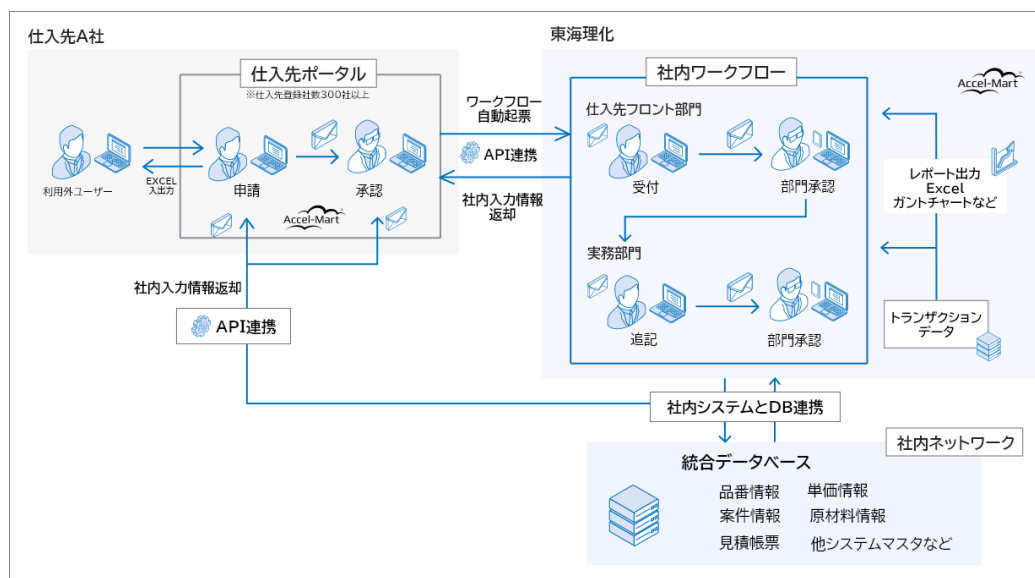 仕入先A社
仕入先ポータル
※仕入先登録社数300社以上
利用外ユーザー
EXCEL
入出力
申請
承認
Accel-Mart
社内入力情報返却
API連携
ワークフロー
自動起票
API連携
社内入力情報
返却
東海理化
社内ワークフロー
仕入先フロント部門
受付
部門承認
実務部門
追記
部門承認
Accel-Mart
レポート出力
Excel
ガントチャートなど
トランザクション
データ
社内システムとDB連携
社内ネットワーク
統合データベース
品番情報 単価情報
案件情報 原材料情報
見積帳票 他システムマスタなど